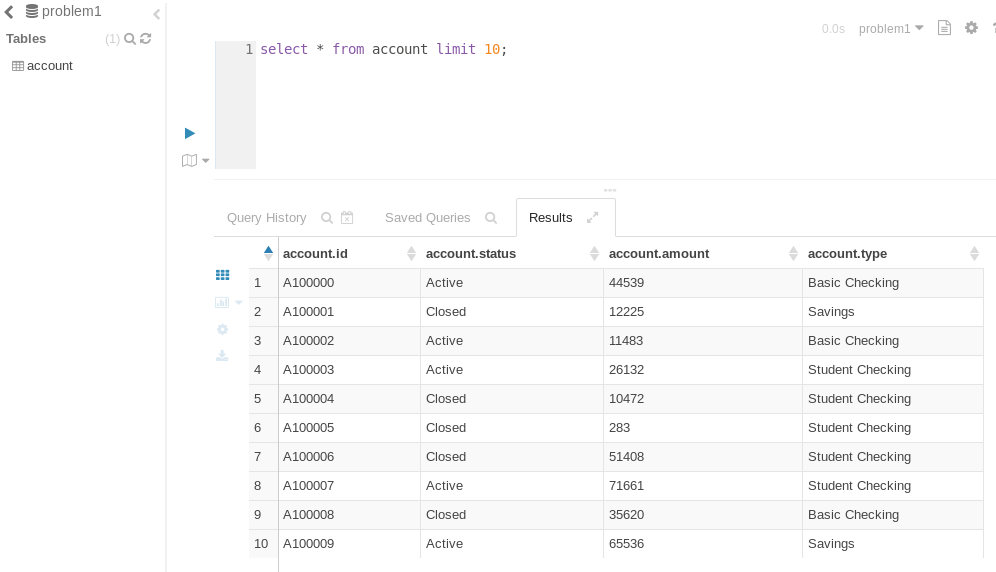 problem1
Tables (1)
account
0.0s problem1
1 select * from account limit 10;
Query History Saved Queries Results
account.id account.status account.amount account.type
1 A100000 Active 44539 Basic Checking
2 A100001 Closed 12225 Savings
3 A100002 Active 11483 Basic Checking
4 A100003 Active 26132 Student Checking
5 A100004 Closed 10472 Student Checking
6 A100005 Closed 283 Student Checking
7 A100006 Closed 51408 Student Checking
8 A100007 Active 71661 Student Checking
9 A100008 Closed 35620 Basic Checking
10 A100009 Active 65536 Savings